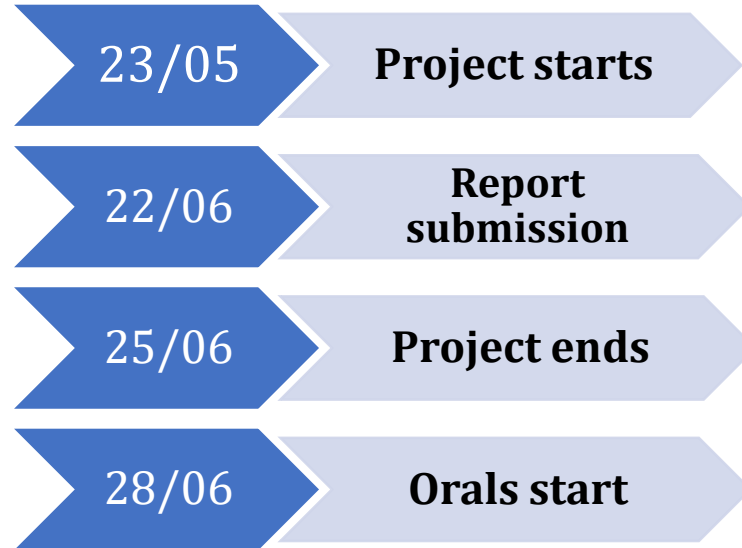 23/05
Project starts
22/06
Report
submission
25/06
Project ends
28/06
Orals start